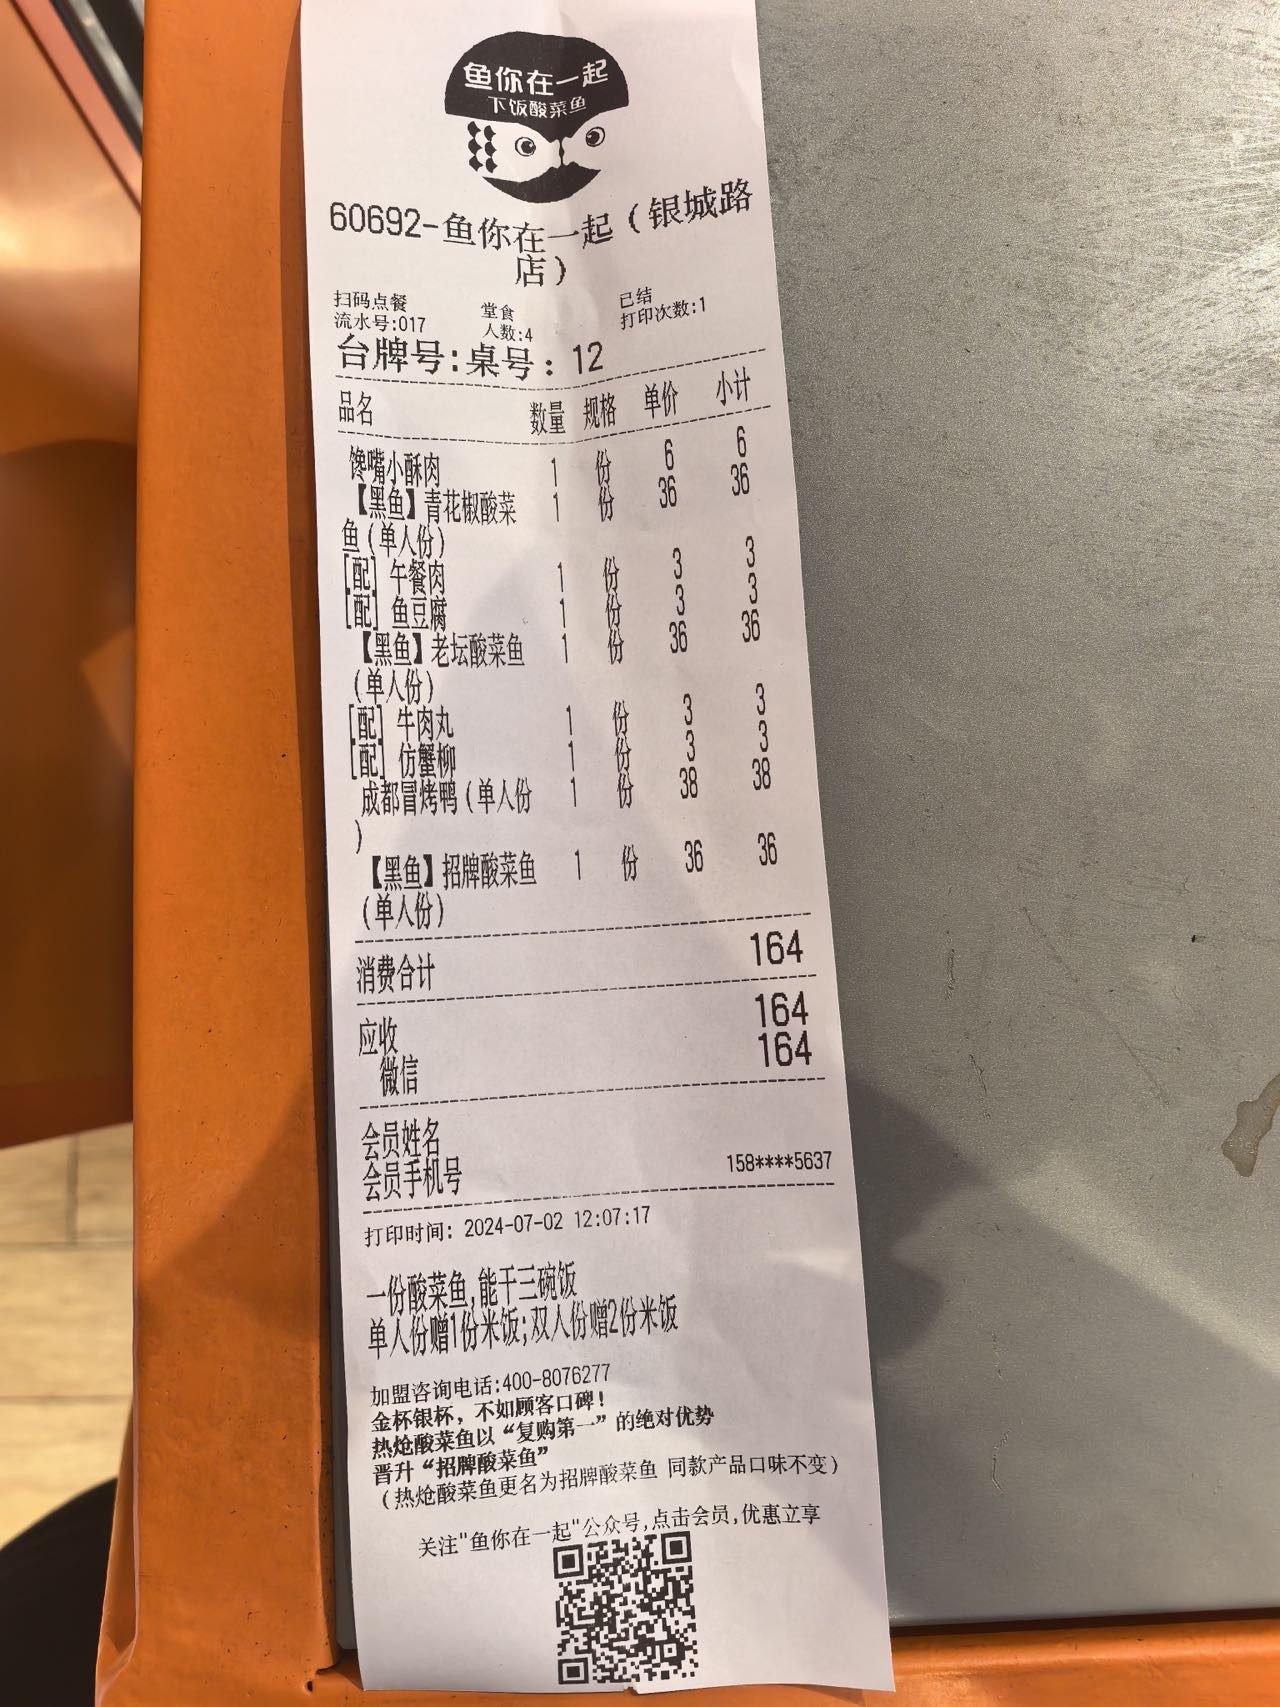 鱼你在一起
下饭酸菜鱼
60692-鱼你在一起(银城路
店)
扫码点餐 堂食 已结
流水号:017 人数:4 打印次数:1
台牌号:桌号:12
品名 数量 规格 单价 小计
馋嘴小酥肉 1 份 6 6
【黑鱼】青花椒酸菜 1 份 36 36
鱼(单人份)
[配] 午餐肉 1 份 3 3
[配] 鱼豆腐 1 份 3 3
【黑鱼】老坛酸菜鱼 1 份 36 36
(单人份)
[配] 牛肉丸 1 份 3 3
[配] 仿蟹柳 1 份 3 3
成都冒烤鸭(单人份 1 份 38 38
)
【黑鱼】招牌酸菜鱼 1 份 36 36
(单人份)
消费合计 164
应收 164
微信 164
会员姓名
会员手机号 158****5637
打印时间: 2024-07-02 12:07:17
一份酸菜鱼,能干三碗饭
单人份赠1份米饭;双人份赠2份米饭
加盟咨询电话:400-8076277
金杯银杯，不如顾客口碑！
热炝酸菜鱼以“复购第一”的绝对优势
晋升“招牌酸菜鱼”
(热炝酸菜鱼更名为招牌酸菜鱼 同款产品口味不变)
关注"鱼你在一起"公众号,点击会员,优惠立享